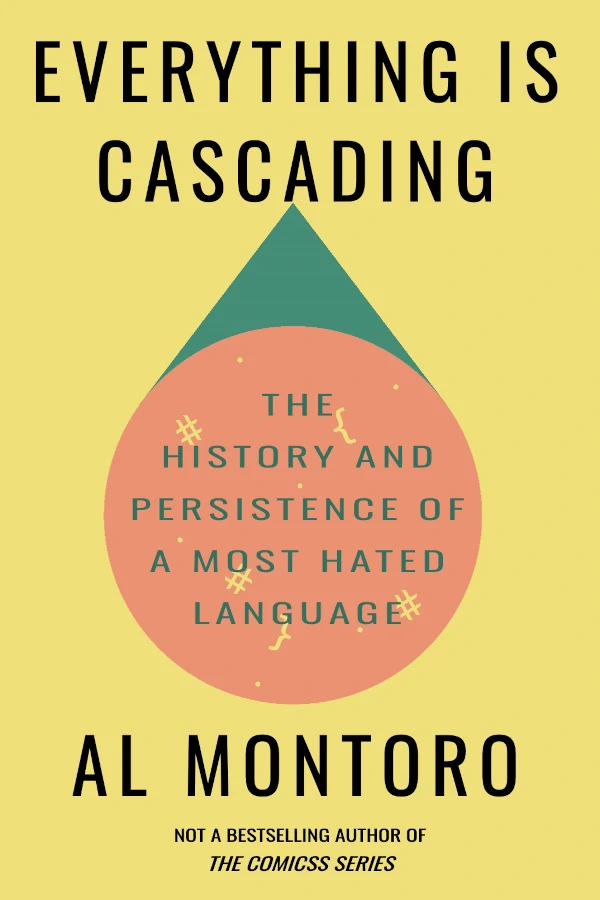 EVERYTHING IS
CASCADING
THE
HISTORY AND
PERSISTENCE OF
A MOST HATED
LANGUAGE
AL MONTORO
NOT A BESTSELLING AUTHOR OF
THE COMICSS SERIES